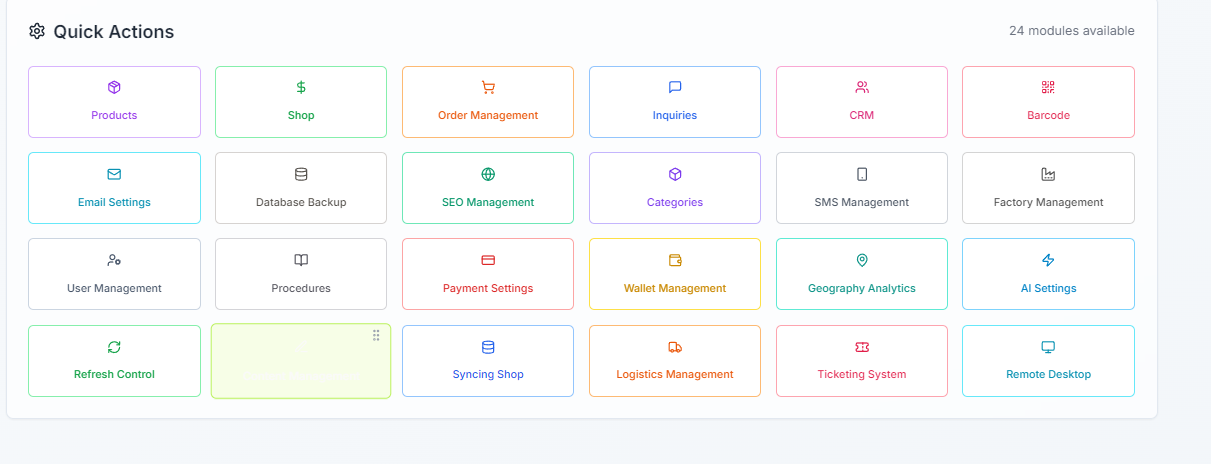 Quick Actions
24 modules available
Products
Shop
Order Management
Inquiries
CRM
Barcode
Email Settings
Database Backup
SEO Management
Categories
SMS Management
Factory Management
User Management
Procedures
Payment Settings
Wallet Management
Geography Analytics
AI Settings
Refresh Control
Syncing Shop
Logistics Management
Ticketing System
Remote Desktop